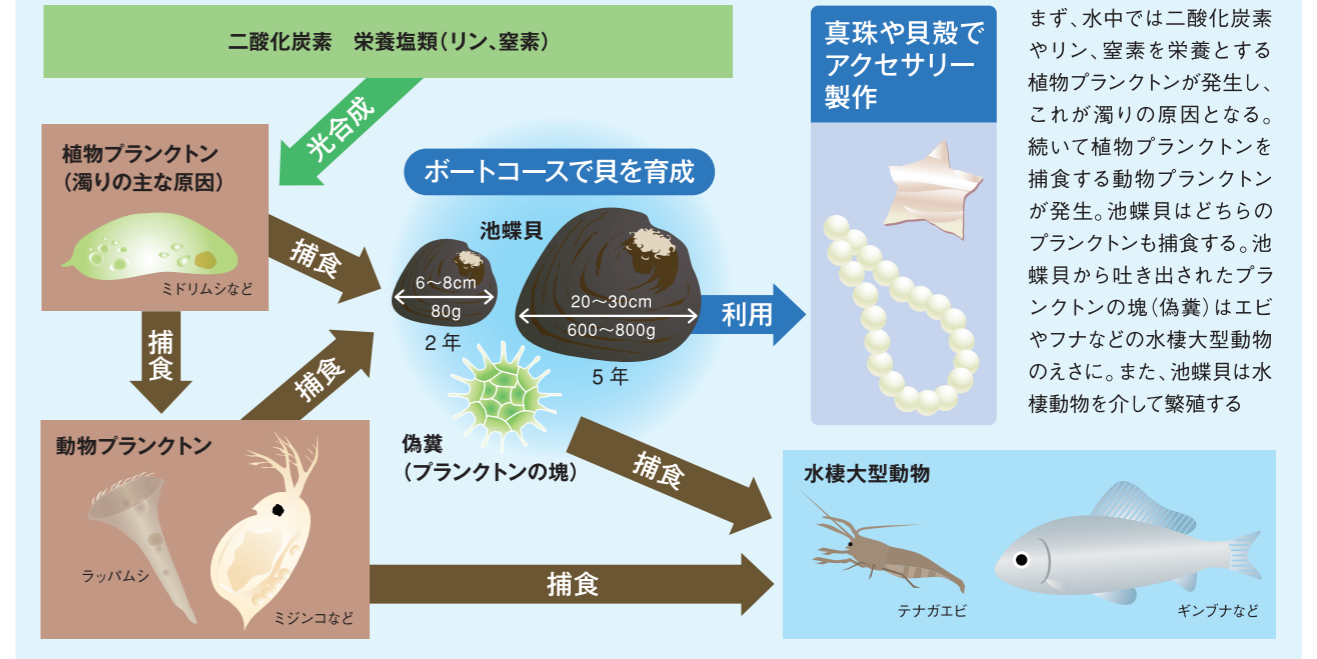 二酸化炭素　栄養塩類（リン、窒素）
光合成
植物プランクトン
（濁りの主な原因）
ミドリムシなど
捕食
捕食
捕食
動物プランクトン
ラッパムシ
ミジンコなど
ボートコースで貝を育成
池蝶貝
6〜8cm
80g
2年
20〜30cm
600〜800g
5年
偽糞
（プランクトンの塊）
利用
捕食
捕食
真珠や貝殻で
アクセサリー
製作
水棲大型動物
テナガエビ
ギンブナなど
まず、水中では二酸化炭素
やリン、窒素を栄養とする
植物プランクトンが発生し、
これが濁りの原因となる。
続いて植物プランクトンを
捕食する動物プランクトン
が発生。池蝶貝はどちらの
プランクトンも捕食する。池
蝶貝から吐き出されたプラ
ンクトンの塊（偽糞）はエビ
やフナなどの水棲大型動物
のえさに。また、池蝶貝は水
棲動物を介して繁殖する